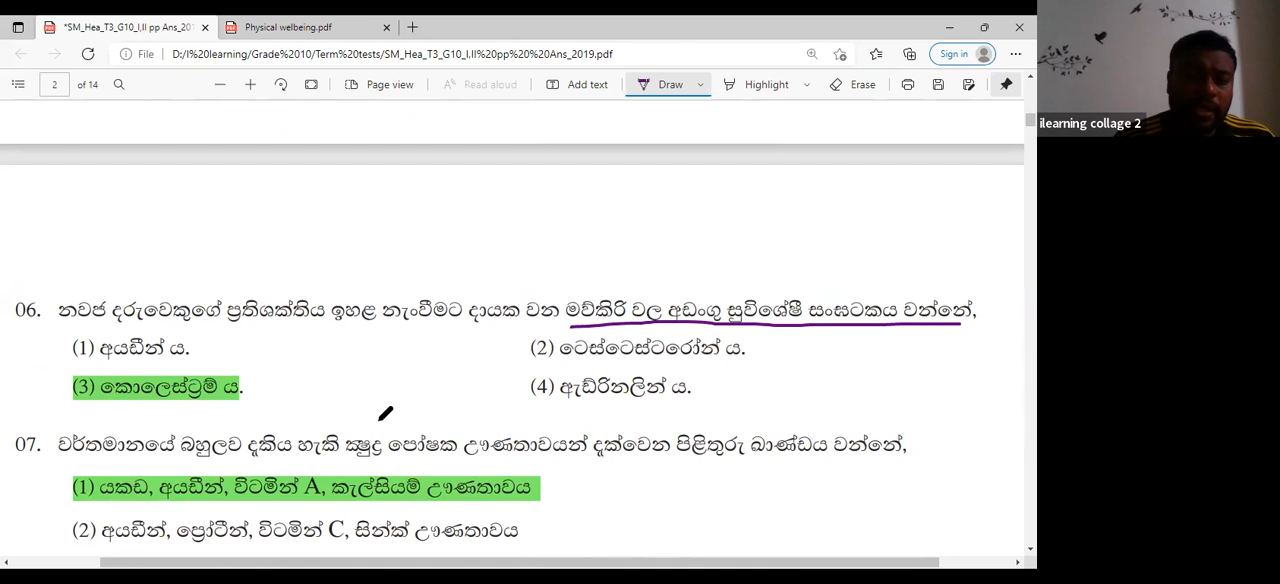 *SM_Hea_T3_G10_I,II pp Ans_201
Physical welbeing.pdf
File D:/I%20learning/Grade%2010/Term%20tests/SM_Hea_T3_G10_I.II%20pp%20%20Ans_2019.pdf
Sign in
2 of 14 Page view Read aloud Add text Draw Highlight Erase
ilearning collage 2
06. නවජ දරුවෙකුගේ ප්‍රතිශක්තිය ඉහළ නැංවීමට දායක වන මව්කිරි වල අඩංගු සුවිශේෂී සංඝටකය වන්නේ,
(1) අයඩීන් ය. (2) ටෙස්ටෙස්ටරෝන් ය.
(3) කොලෙස්ට්‍රම් ය. (4) ඇඩ්රිනලින් ය.
07. වර්තමානයේ බහුලව දැකිය හැකි ක්‍ෂුද්‍ර පෝෂක ඌණතාවයන් දැක්වෙන පිළිතුරු ඛාණ්ඩය වන්නේ,
(1) යකඩ, අයඩීන්, විටමින් A, කැල්සියම් ඌණතාවය
(2) අයඩීන්, ප්‍රෝටීන්, විටමින් C, සින්ක් ඌණතාවය